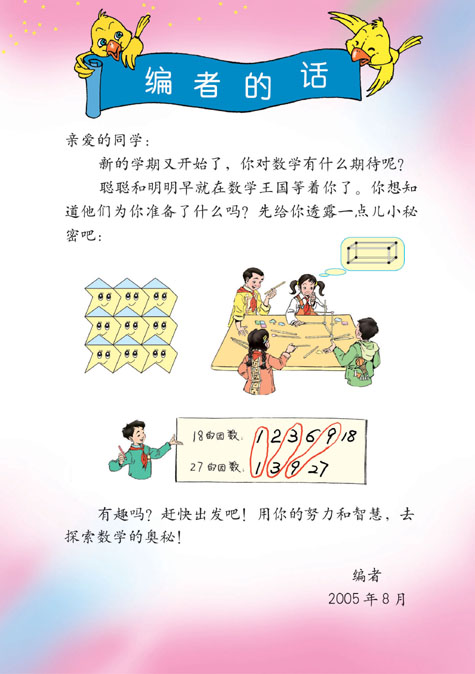 编者的话
亲爱的同学：
新的学期又开始了，你对数学有什么期待呢？
聪聪和明明早就在数学王国等着你了。你想知
道他们为你准备了什么吗？先给你透露一点儿小秘
密吧：
18的因数：1 2 3 6 9 18
27的因数：1 3 9 27
有趣吗？赶快出发吧！用你的努力和智慧，去
探索数学的奥秘！
编者
2005年8月